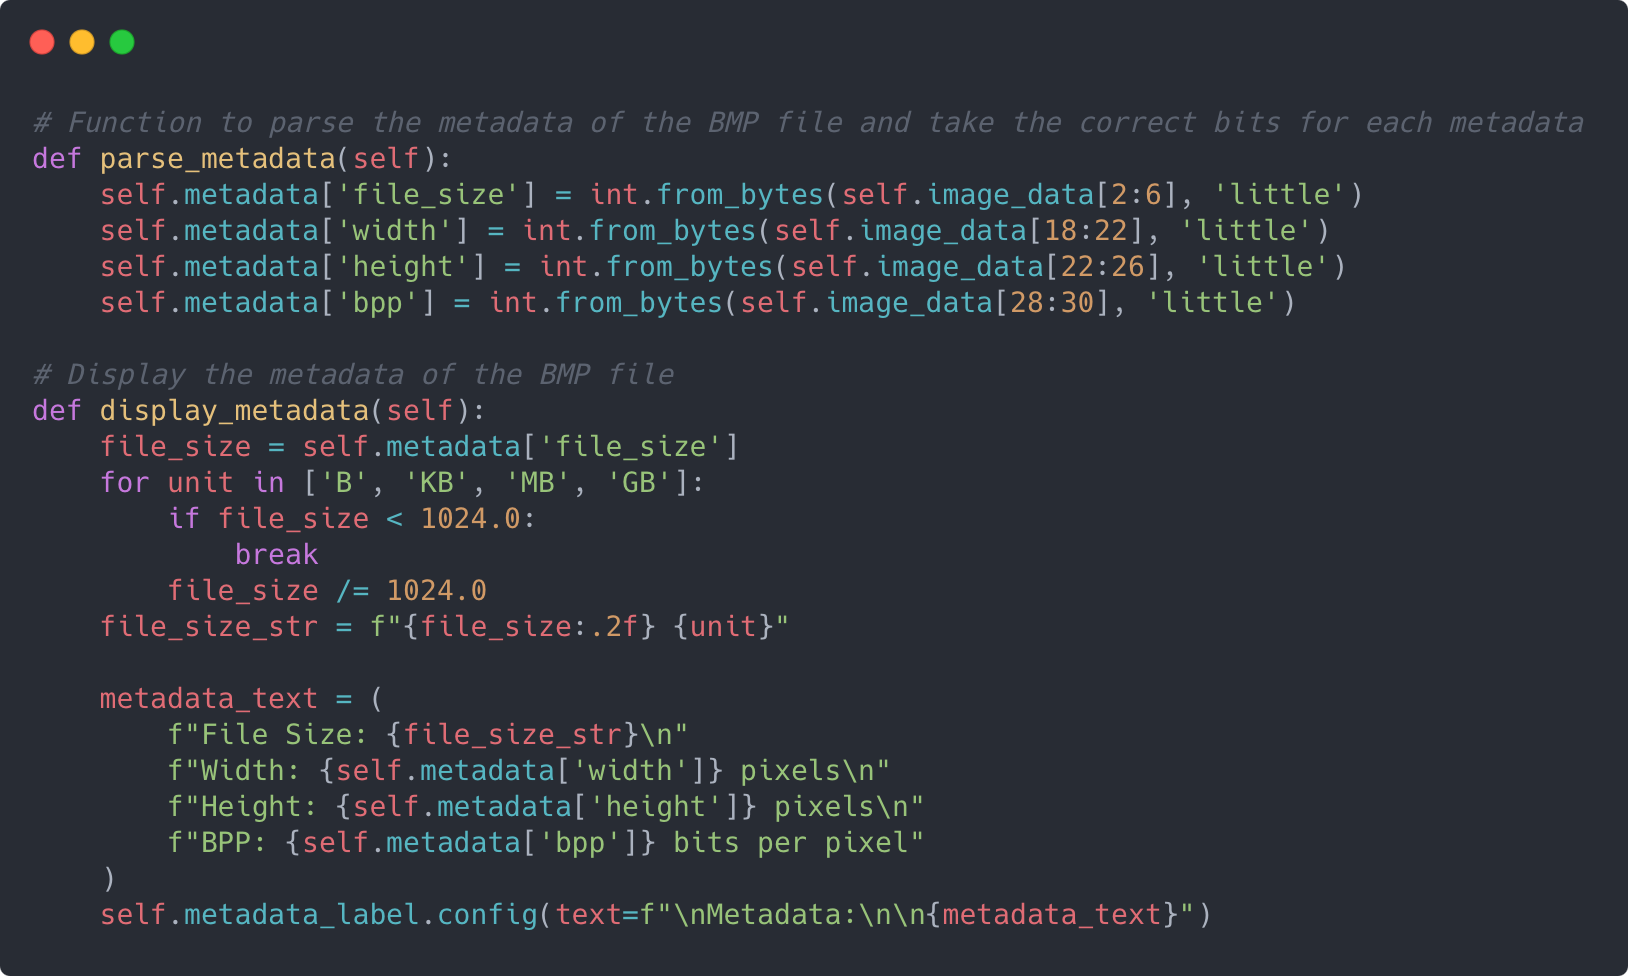 # Function to parse the metadata of the BMP file and take the correct bits for each metadata
def parse_metadata(self):
    self.metadata['file_size'] = int.from_bytes(self.image_data[2:6], 'little')
    self.metadata['width'] = int.from_bytes(self.image_data[18:22], 'little')
    self.metadata['height'] = int.from_bytes(self.image_data[22:26], 'little')
    self.metadata['bpp'] = int.from_bytes(self.image_data[28:30], 'little')

# Display the metadata of the BMP file
def display_metadata(self):
    file_size = self.metadata['file_size']
    for unit in ['B', 'KB', 'MB', 'GB']:
        if file_size < 1024.0:
            break
        file_size /= 1024.0
    file_size_str = f"{file_size:.2f} {unit}"

    metadata_text = (
        f"File Size: {file_size_str}\n"
        f"Width: {self.metadata['width']} pixels\n"
        f"Height: {self.metadata['height']} pixels\n"
        f"BPP: {self.metadata['bpp']} bits per pixel"
    )
    self.metadata_label.config(text=f"\nMetadata:\n\n{metadata_text}")